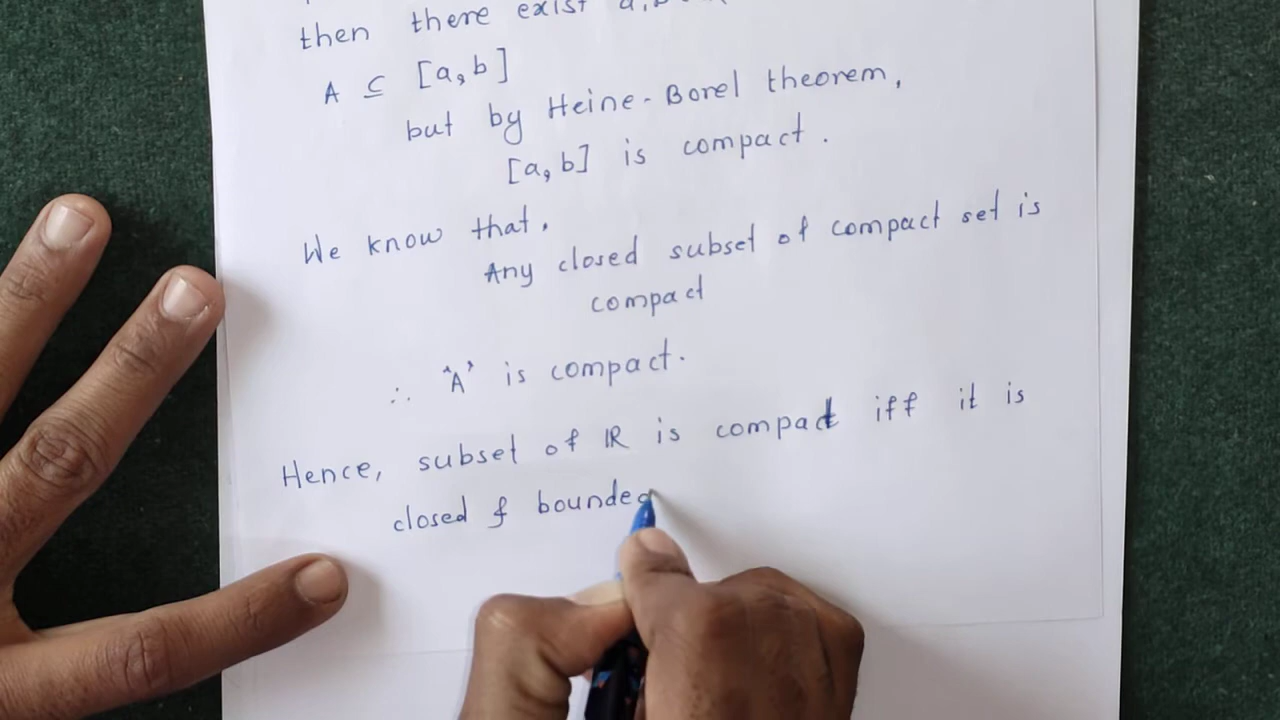 then there exist
A ⊆ [a, b]
but by Heine-Borel theorem,
[a, b] is compact.
We know that,
Any closed subset of compact set is
compact
∴ "A" is compact.
Hence, subset of ℝ is compact iff it is
closed & bounded